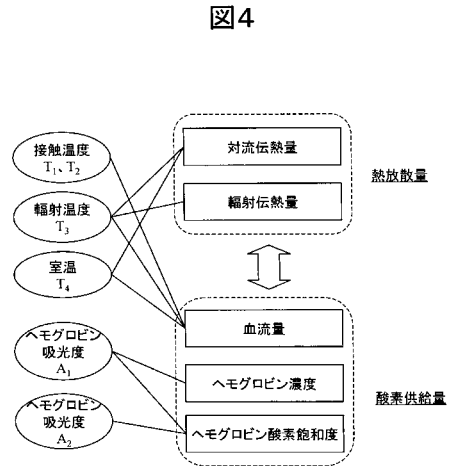 図4
接触温度
T₁、T₂
輻射温度
T₃
室温
T₄
ヘモグロビン
吸光度
A₁
ヘモグロビン
吸光度
A₂
対流伝熱量
輻射伝熱量
熱放散量
血流量
ヘモグロビン濃度
ヘモグロビン酸素飽和度
酸素供給量